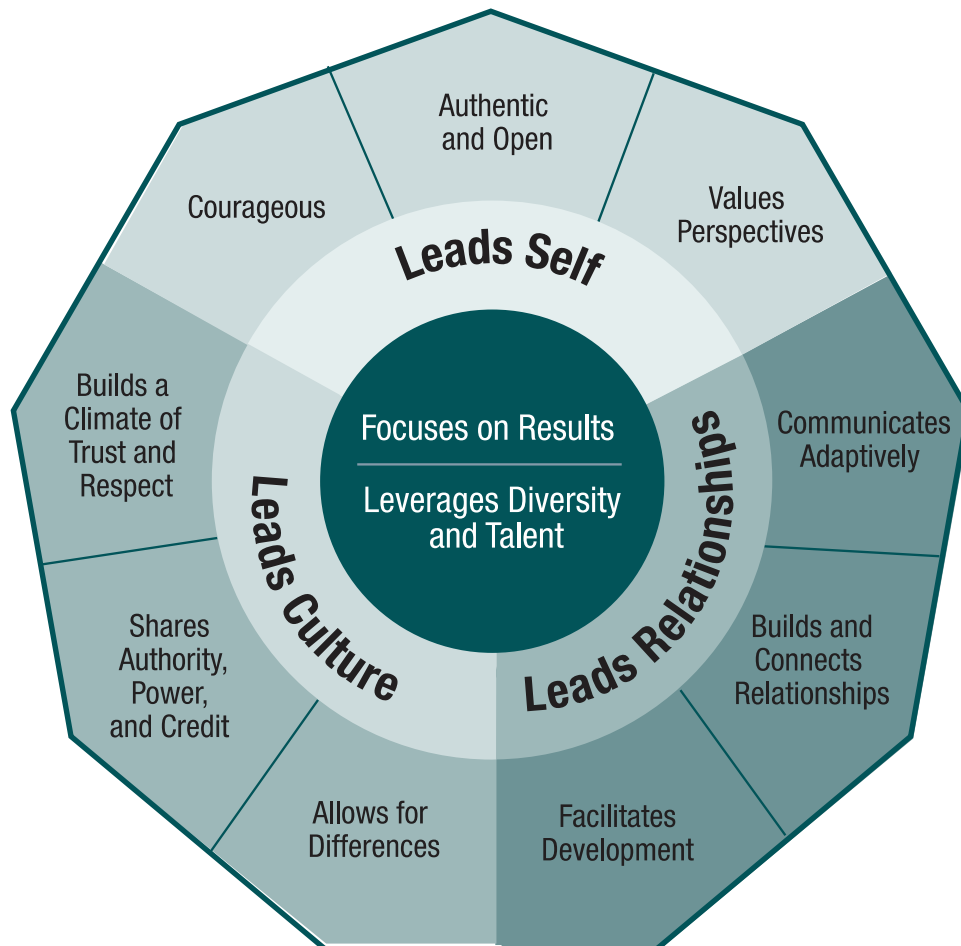 Authentic
and Open
Courageous
Values
Perspectives
Leads Self
Builds a
Climate of
Trust and
Respect
Focuses on Results
Leverages Diversity
and Talent
Communicates
Adaptively
Leads Culture
Leads Relationships
Shares
Authority,
Power,
and Credit
Builds and
Connects
Relationships
Allows for
Differences
Facilitates
Development